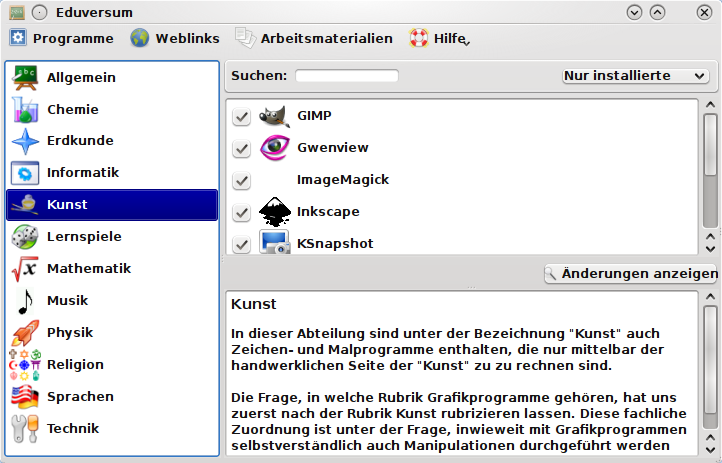 Eduversum
Programme Weblinks Arbeitsmaterialien Hilfe
Allgemein
Chemie
Erdkunde
Informatik
Kunst
Lernspiele
Mathematik
Musik
Physik
Religion
Sprachen
Technik
Suchen: Nur installierte
GIMP
Gwenview
ImageMagick
Inkscape
KSnapshot
Änderungen anzeigen
Kunst
In dieser Abteilung sind unter der Bezeichnung "Kunst" auch
Zeichen- und Malprogramme enthalten, die nur mittelbar der
handwerklichen Seite der "Kunst" zu zu rechnen sind.
Die Frage, in welche Rubrik Grafikprogramme gehören, hat uns
zuerst nach der Rubrik Kunst rubrizieren lassen. Diese fachliche
Zuordnung ist unter der Frage, inwieweit mit Grafikprogrammen
selbstverständlich auch Manipulationen durchgeführt werden